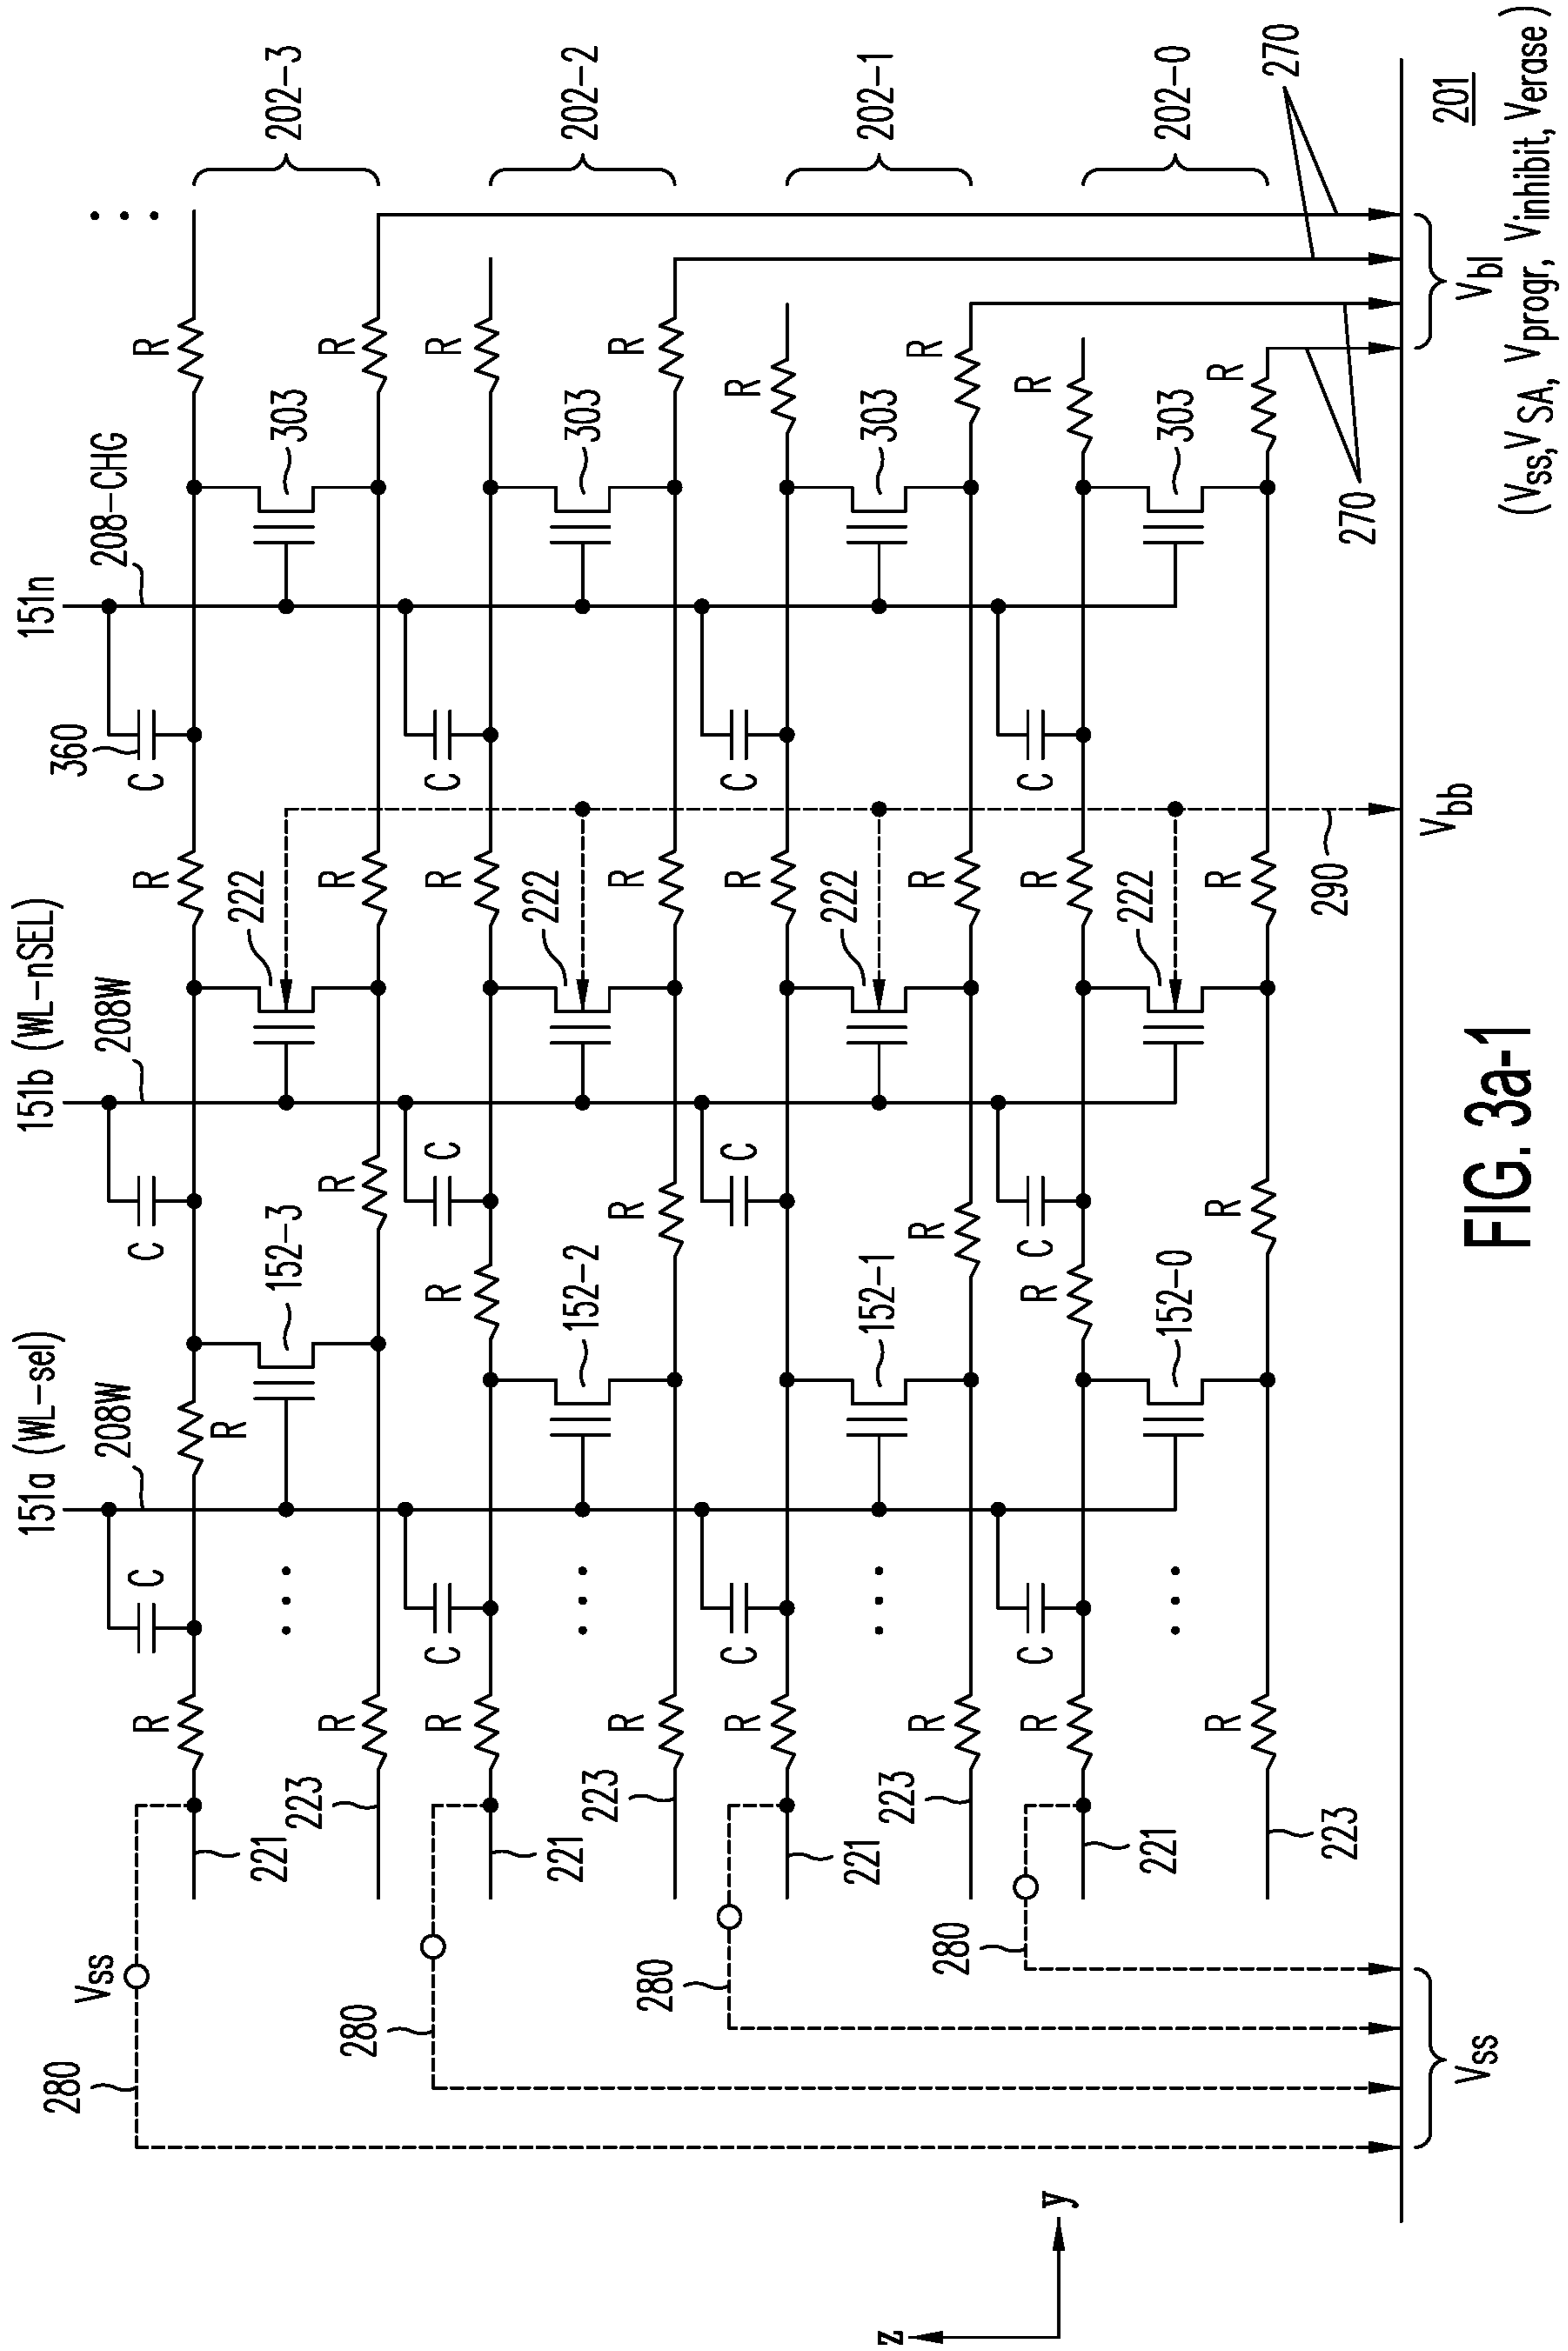 151a (WL-sel)
151b (WL-nSEL)
151n
280
Vss
208W
208W
360
208-CHG
R
C
C
R
C
R
R
221
152-3
222
303
202-3
223
R
R
R
R
280
R
C
R
C
R
C
R
221
152-2
222
303
202-2
223
R
R
R
R
280
R
C
C
R
C
R
221
152-1
222
303
202-1
223
R
R
R
R
280
z
R
C
R
C
R
C
R
221
152-0
222
303
202-0
y
R
R
R
R
270
223
290
270
Vss
Vbb
Vbl
201
(Vss, VSA, Vprogr, Vinhibit, Verase)
FIG. 3a-1